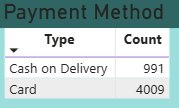 Payment Method
Type Count
Cash on Delivery 991
Card 4009